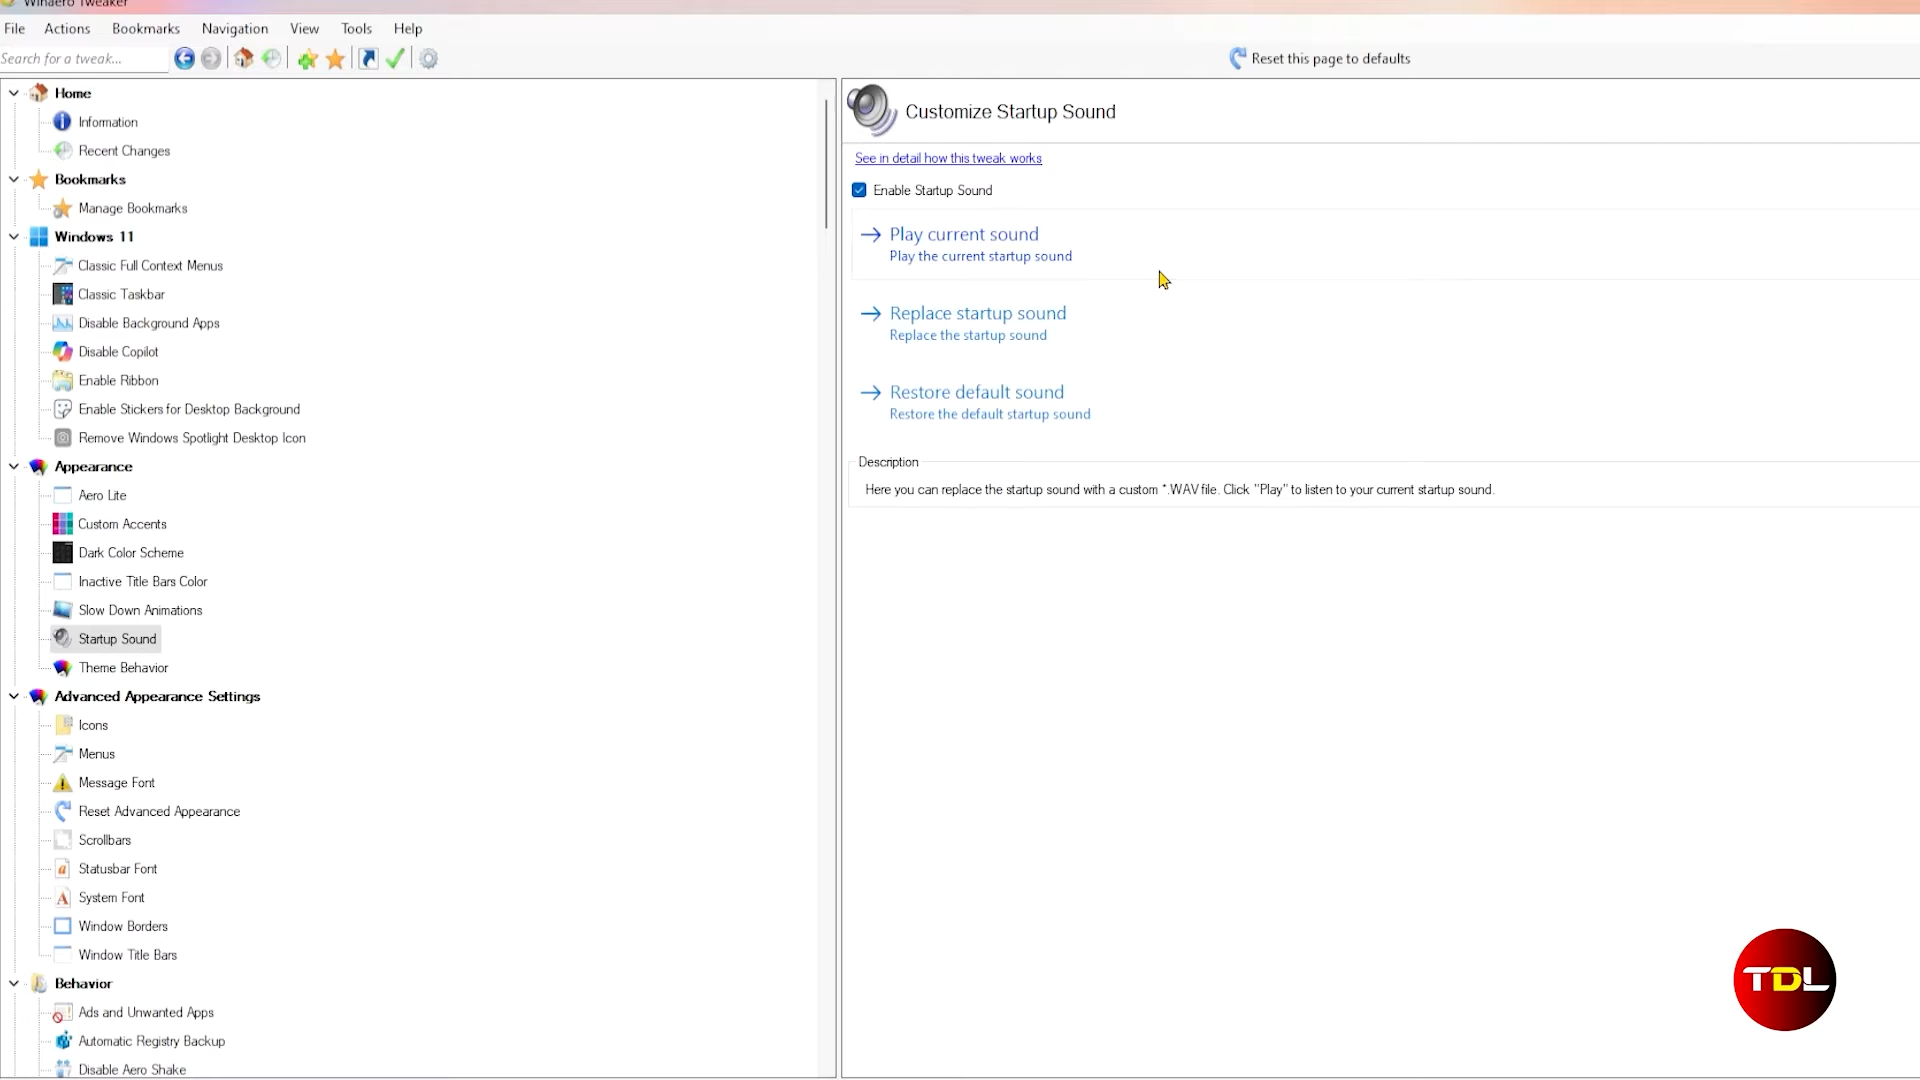 Winaero Tweaker
File Actions Bookmarks Navigation View Tools Help
Search for a tweak...
Reset this page to defaults
Home
Information
Recent Changes
Bookmarks
Manage Bookmarks
Windows 11
Classic Full Context Menus
Classic Taskbar
Disable Background Apps
Disable Copilot
Enable Ribbon
Enable Stickers for Desktop Background
Remove Windows Spotlight Desktop Icon
Appearance
Aero Lite
Custom Accents
Dark Color Scheme
Inactive Title Bars Color
Slow Down Animations
Startup Sound
Theme Behavior
Advanced Appearance Settings
Icons
Menus
Message Font
Reset Advanced Appearance
Scrollbars
Statusbar Font
System Font
Window Borders
Window Title Bars
Behavior
Ads and Unwanted Apps
Automatic Registry Backup
Disable Aero Shake
Customize Startup Sound
See in detail how this tweak works
Enable Startup Sound
Play current sound
Play the current startup sound
Replace startup sound
Replace the startup sound
Restore default sound
Restore the default startup sound
Description
Here you can replace the startup sound with a custom *.WAV file. Click "Play" to listen to your current startup sound.
TDL